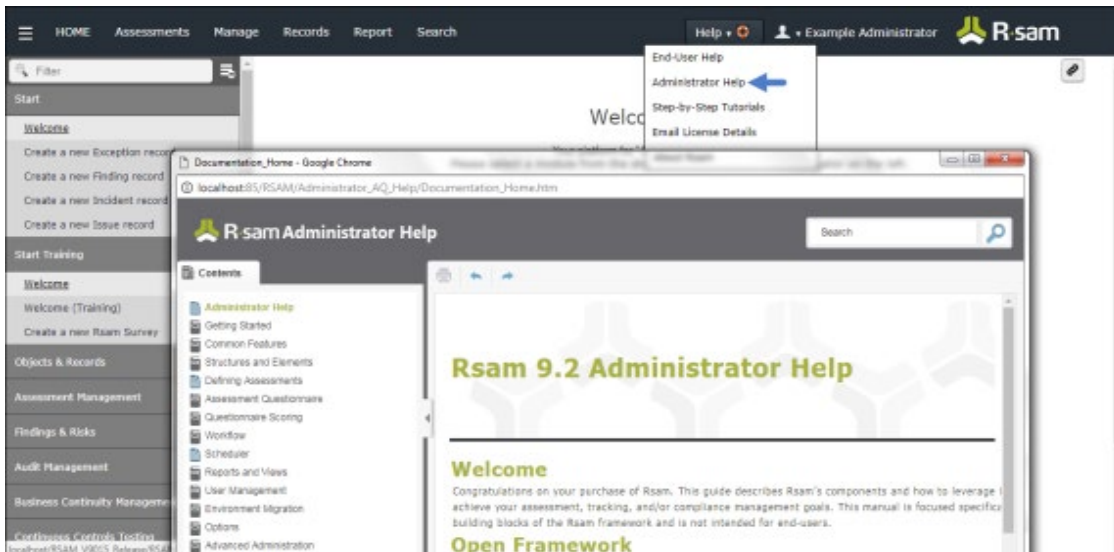 HOME Assessments Manage Records Report Search Help Example Administrator R·sam
Filter
Start
Welcome
Create a new Exception record
Create a new Finding record
Create a new Incident record
Create a new Issue record
Start Training
Welcome
Welcome (Training)
Create a new Rsam Survey
Objects & Records
Assessment Management
Findings & Risks
Audit Management
Business Continuity Manageme
Continuous Controls Testing
End-User Help
Administrator Help
Step-by-Step Tutorials
Email License Details
About Rsam
Welco
Documentation_Home - Google Chrome
localhost:85/RSAM/Administrator_AQ_Help/Documentation_Home.htm
R·sam Administrator Help
Search
Contents
Administrator Help
Getting Started
Common Features
Structures and Elements
Defining Assessments
Assessment Questionnaire
Questionnaire Scoring
Workflow
Scheduler
Reports and Views
User Management
Environment Migration
Options
Advanced Administration
Rsam 9.2 Administrator Help
Welcome
Congratulations on your purchase of Rsam. This guide describes Rsam's components and how to leverage
achieve your assessment, tracking, and/or compliance management goals. This manual is focused specifica
building blocks of the Rsam framework and is not intended for end-users.
Open Framework